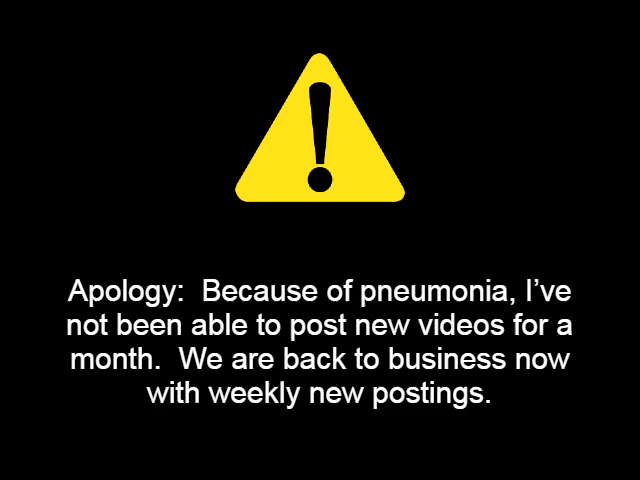 Apology:  Because of pneumonia, I’ve
not been able to post new videos for a
month.  We are back to business now
with weekly new postings.